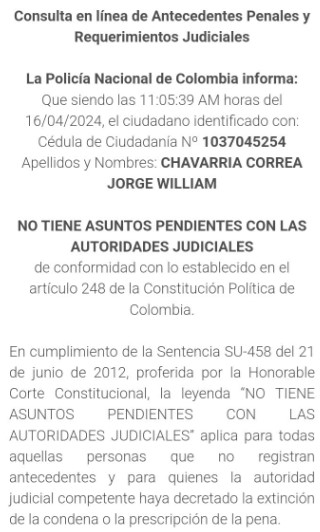 Consulta en línea de Antecedentes Penales y
Requerimientos Judiciales
La Policía Nacional de Colombia informa:
Que siendo las 11:05:39 AM horas del
16/04/2024, el ciudadano identificado con:
Cédula de Ciudadanía Nº 1037045254
Apellidos y Nombres: CHAVARRIA CORREA
JORGE WILLIAM
NO TIENE ASUNTOS PENDIENTES CON LAS
AUTORIDADES JUDICIALES
de conformidad con lo establecido en el
artículo 248 de la Constitución Política de
Colombia.
En cumplimiento de la Sentencia SU-458 del 21
de junio de 2012, proferida por la Honorable
Corte Constitucional, la leyenda “NO TIENE
ASUNTOS PENDIENTES CON LAS
AUTORIDADES JUDICIALES” aplica para todas
aquellas personas que no registran
antecedentes y para quienes la autoridad
judicial competente haya decretado la extinción
de la condena o la prescripción de la pena.